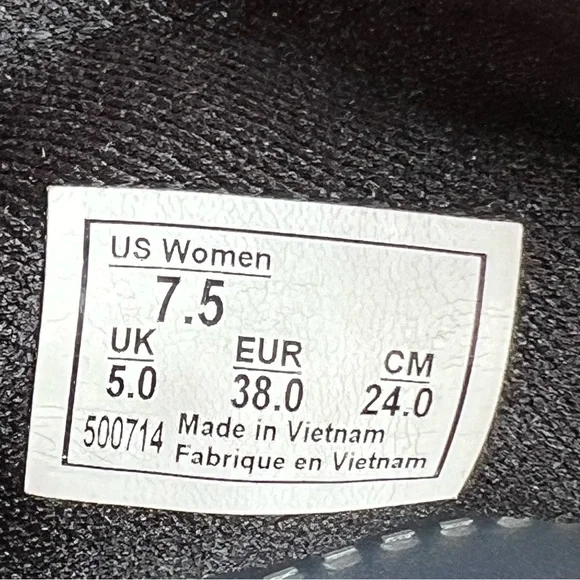 US Women
7.5
UK EUR CM
5.0 38.0 24.0
500714 Made in Vietnam
Fabrique en Vietnam